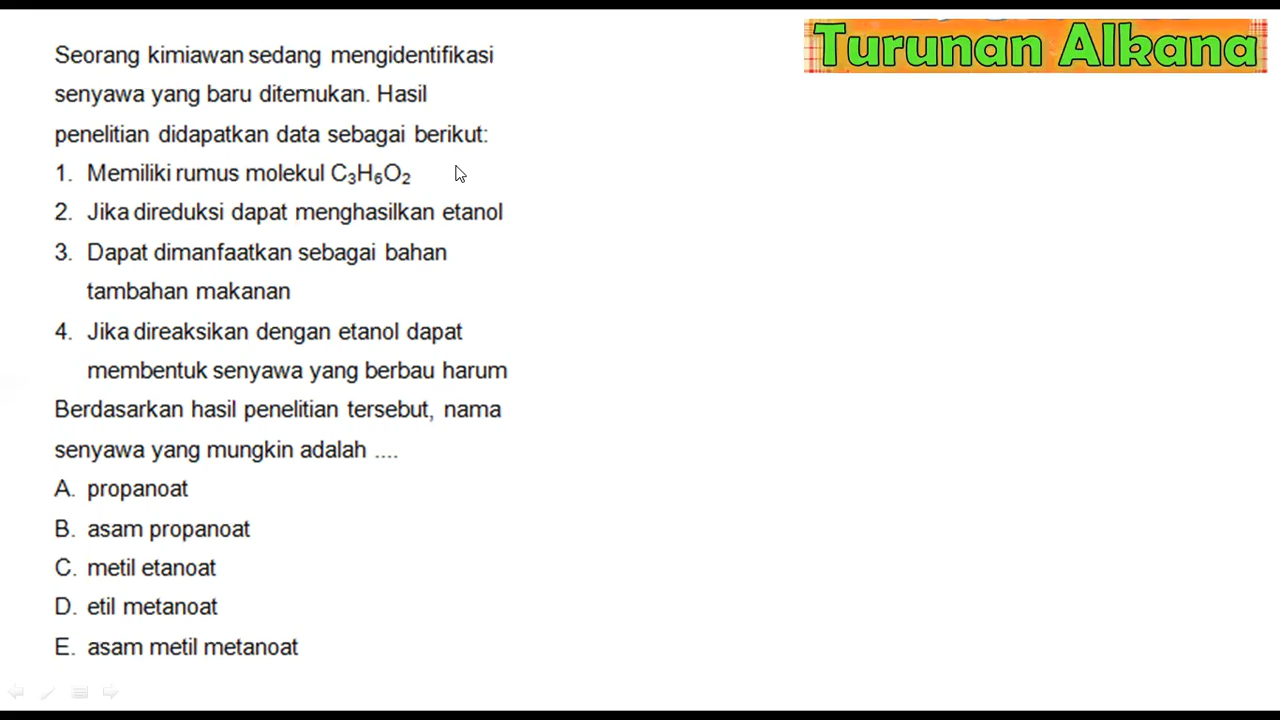 Turunan Alkana
Seorang kimiawan sedang mengidentifikasi
senyawa yang baru ditemukan. Hasil
penelitian didapatkan data sebagai berikut:
1. Memiliki rumus molekul C₃H₆O₂
2. Jika direduksi dapat menghasilkan etanol
3. Dapat dimanfaatkan sebagai bahan
tambahan makanan
4. Jika direaksikan dengan etanol dapat
membentuk senyawa yang berbau harum
Berdasarkan hasil penelitian tersebut, nama
senyawa yang mungkin adalah ....
A. propanoat
B. asam propanoat
C. metil etanoat
D. etil metanoat
E. asam metil metanoat